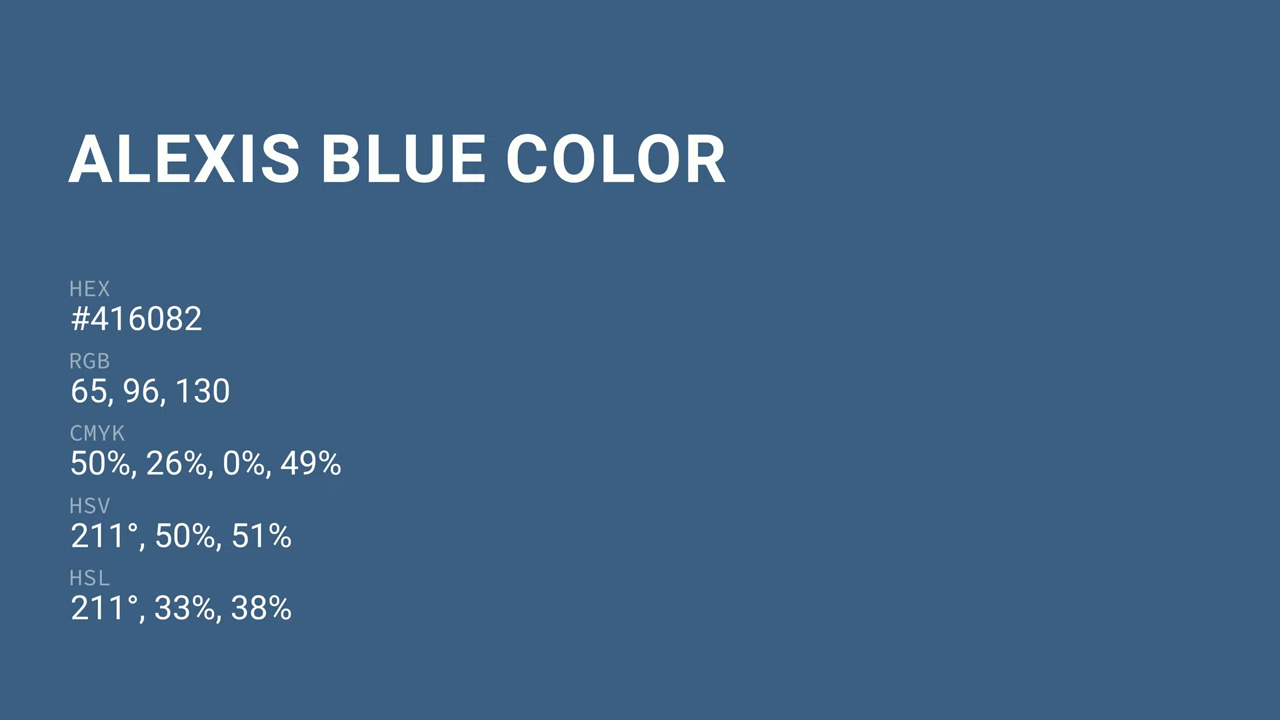 ALEXIS BLUE COLOR
HEX
#416082
RGB
65, 96, 130
CMYK
50%, 26%, 0%, 49%
HSV
211°, 50%, 51%
HSL
211°, 33%, 38%